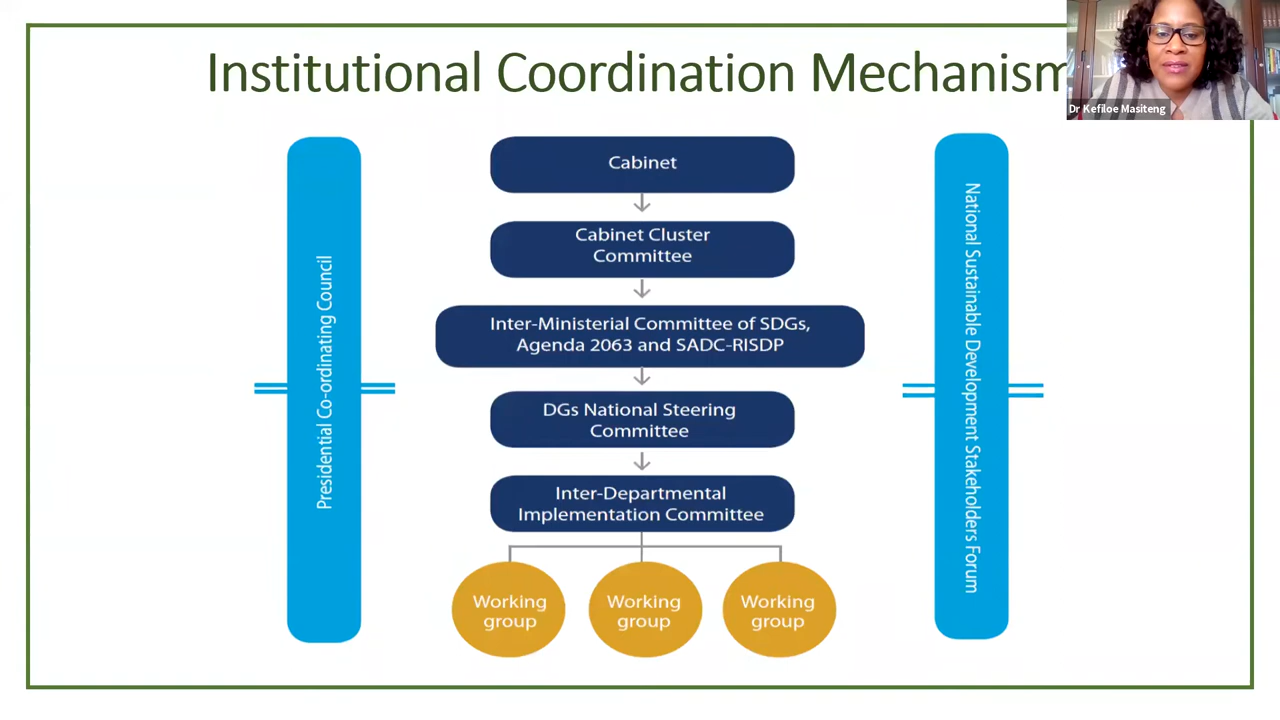 Institutional Coordination Mechanism
Dr Kefiloe Masiteng
Presidential Co-ordinating Council
Cabinet
Cabinet Cluster
Committee
Inter-Ministerial Committee of SDGs,
Agenda 2063 and SADC-RISDP
DGs National Steering
Committee
Inter-Departmental
Implementation Committee
Working
group
Working
group
Working
group
National Sustainable Development Stakeholders Forum